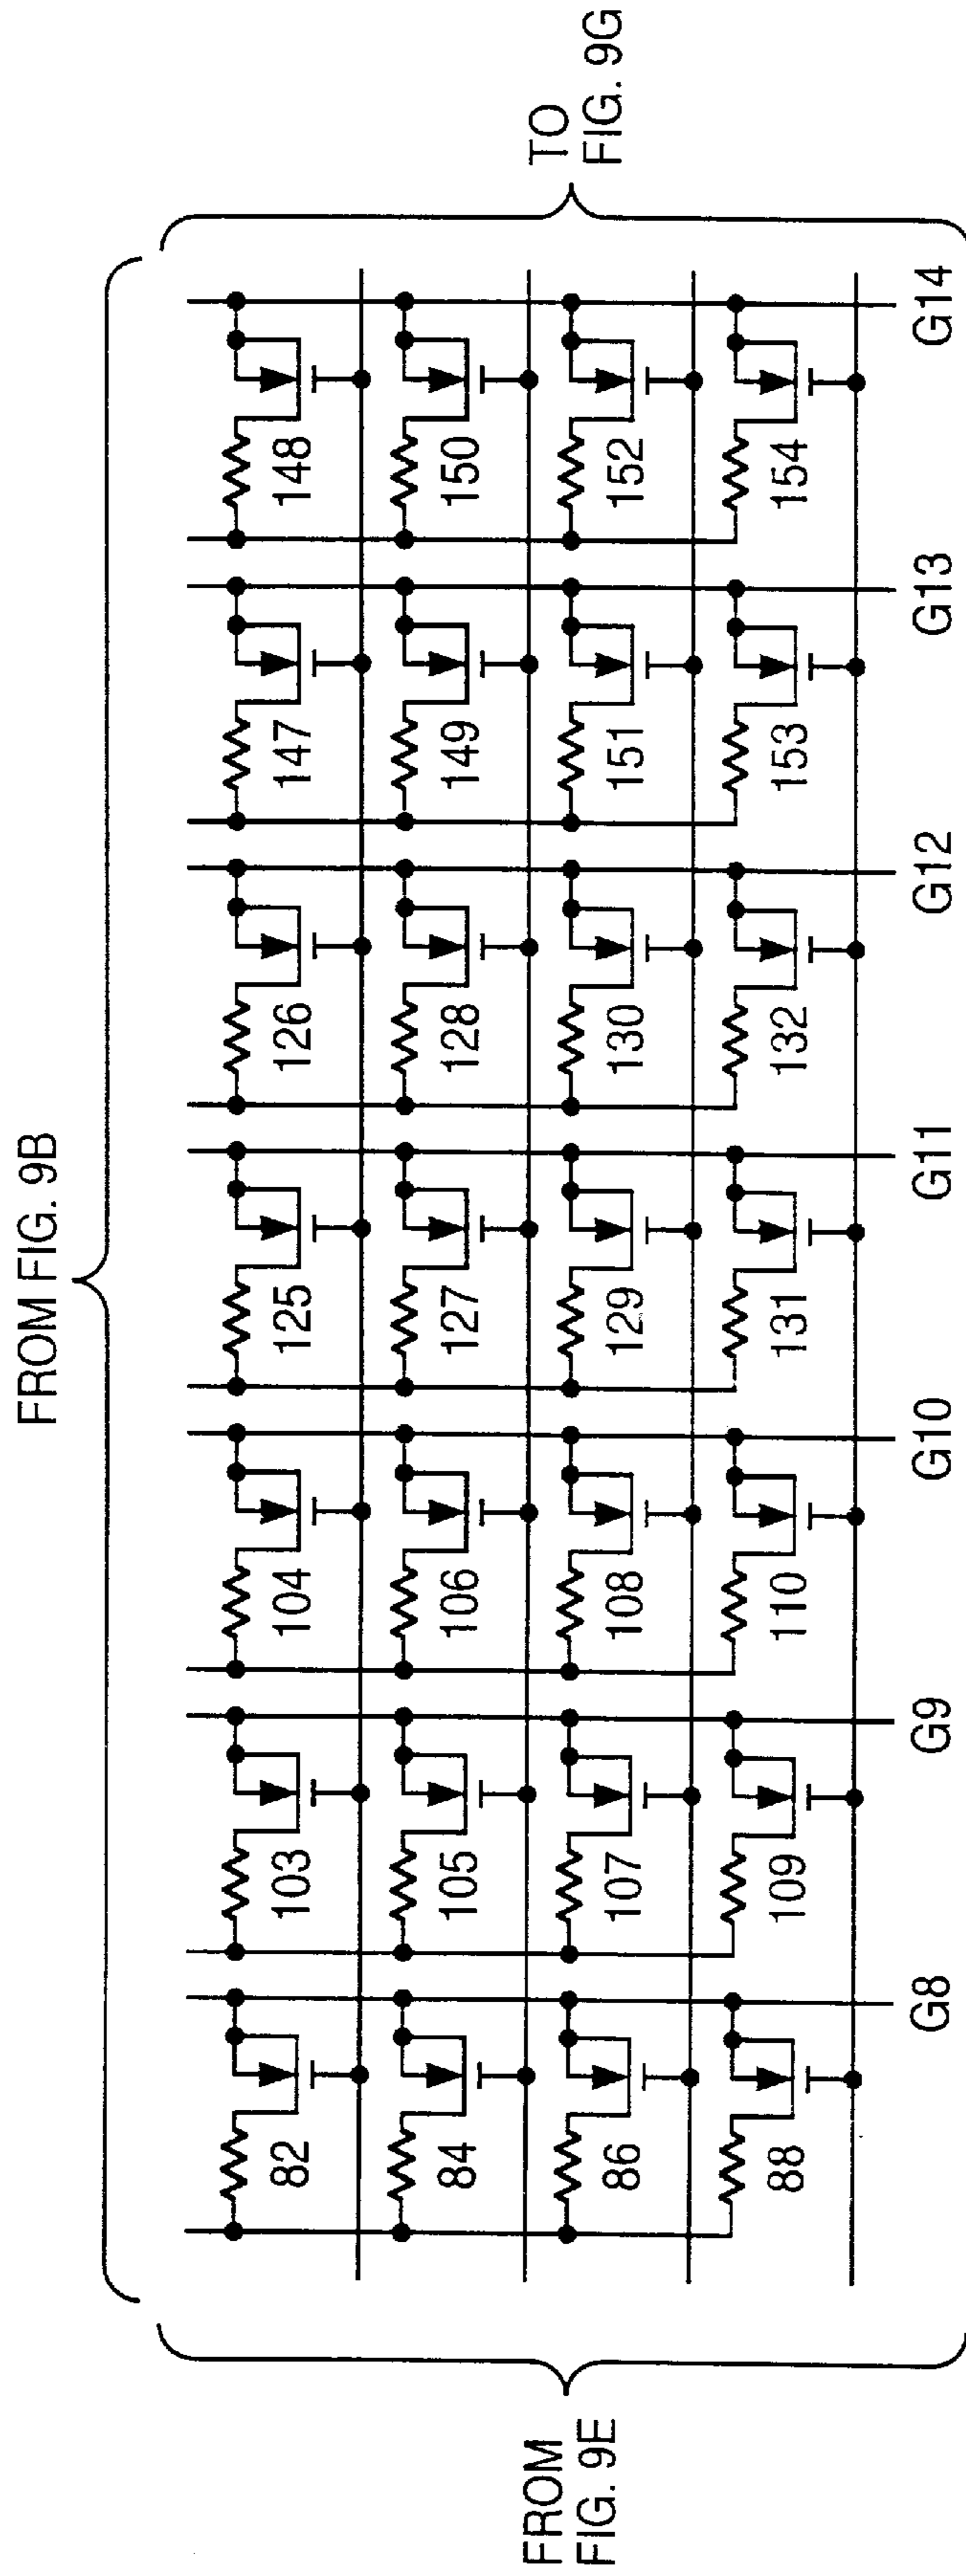 FROM FIG. 9B
FROM
FIG. 9E
TO
FIG. 9G
82
103
104
125
126
147
148
84
105
106
127
128
149
150
86
107
108
129
130
151
152
88
109
110
131
132
153
154
G8
G9
G10
G11
G12
G13
G14